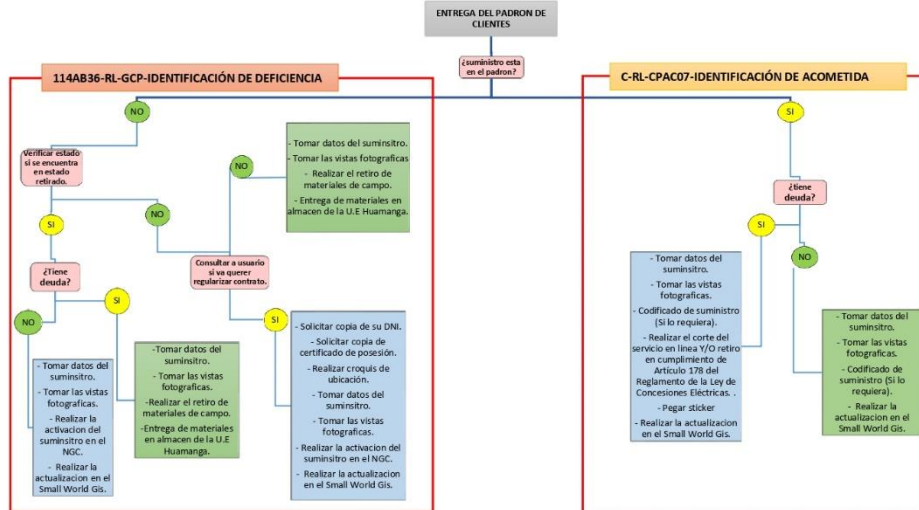 ENTREGA DEL PADRON DE
CLIENTES
¿suministro esta
en el padron?
114AB36-RL-GCP-IDENTIFICACIÓN DE DEFICIENCIA
NO
Verificar estado
si se encuentra
en estado
retirado.
SI
¿Tiene
deuda?
NO
- Tomar datos del
suminsitro.
- Tomar las vistas
fotograficas.
- Realizar la
activacion del
suminsitro en el
NGC.
- Realizar la
actualizacion en el
Small World Gis.
SI
-Tomar datos del
suminsitro.
- Tomar las vistas
fotograficas.
-Realizar el retiro de
materiales de campo.
-Entrega de materiales
en almacen de la U.E
Huamanga.
NO
Consultar a usuario
si va querer
regularizar contrato.
NO
- Tomar datos del suminsitro.
- Tomar las vistas fotograficas
- Realizar el retiro de
materiales de campo.
- Entrega de materiales en
almacen de la U.E Huamanga.
SI
- Solicitar copia de su DNI.
- Solicitar copia de
certificado de posesión.
- Realizar croquis de
ubicación.
- Tomar datos del
suminsitro.
- Tomar las vistas
fotograficas.
- Realizar la activacion del
suminsitro en el NGC.
- Realizar la actualizacion
en el Small World Gis.
C-RL-CPAC07-IDENTIFICACIÓN DE ACOMETIDA
SI
¿tiene
deuda?
SI
- Tomar datos del
suminsitro.
- Tomar las vistas
fotograficas.
- Codificado de suministro
(Si lo requiera).
- Realizar el corte del
servicio en linea Y/O retiro
en cumplimiento de
Artículo 178 del
Reglamento de la Ley de
Concesiones Eléctricas. .
- Pegar sticker
- Realizar la actualizacion
en el Small World Gis.
NO
- Tomar datos del
suminsitro.
- Tomar las vistas
fotograficas.
- Codificado de
suministro (Si lo
requiera).
- Realizar la
actualizacion en el
Small World Gis.